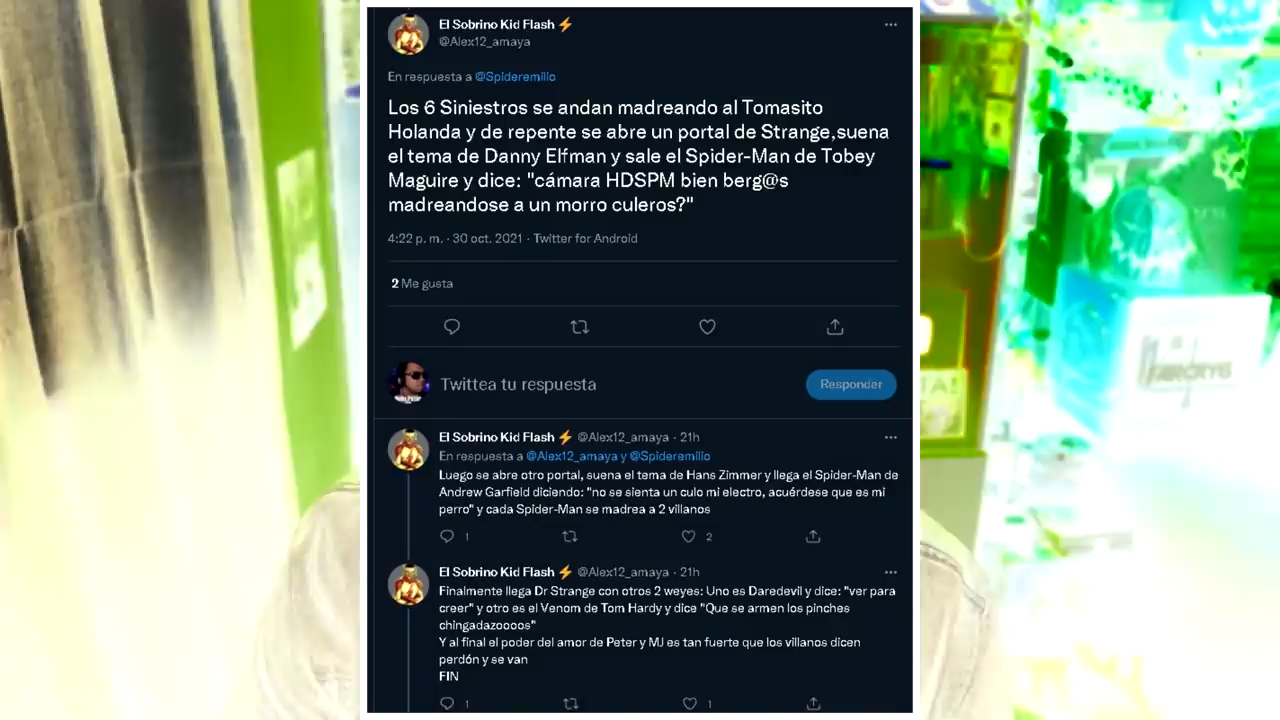 El Sobrino Kid Flash⚡
@Alex12_amaya
En respuesta a @Spideremilio
Los 6 Siniestros se andan madreando al Tomasito
Holanda y de repente se abre un portal de Strange,suena
el tema de Danny Elfman y sale el Spider-Man de Tobey
Maguire y dice: "cámara HDSPM bien berg@s
madreandose a un morro culeros?"
4:22 p. m. · 30 oct. 2021 · Twitter for Android
2 Me gusta
Twittea tu respuesta
Responder
El Sobrino Kid Flash⚡ @Alex12_amaya · 21h
En respuesta a @Alex12_amaya y @Spideremilio
Luego se abre otro portal, suena el tema de Hans Zimmer y llega el Spider-Man de
Andrew Garfield diciendo: "no se sienta un culo mi electro, acuérdese que es mi
perro" y cada Spider-Man se madrea a 2 villanos
1 2
El Sobrino Kid Flash⚡ @Alex12_amaya · 21h
Finalmente llega Dr Strange con otros 2 weyes: Uno es Daredevil y dice: "ver para
creer" y otro es el Venom de Tom Hardy y dice "Que se armen los pinches
chingadazoooos"
Y al final el poder del amor de Peter y MJ es tan fuerte que los villanos dicen
perdón y se van
FIN
1 1
FARCRY6